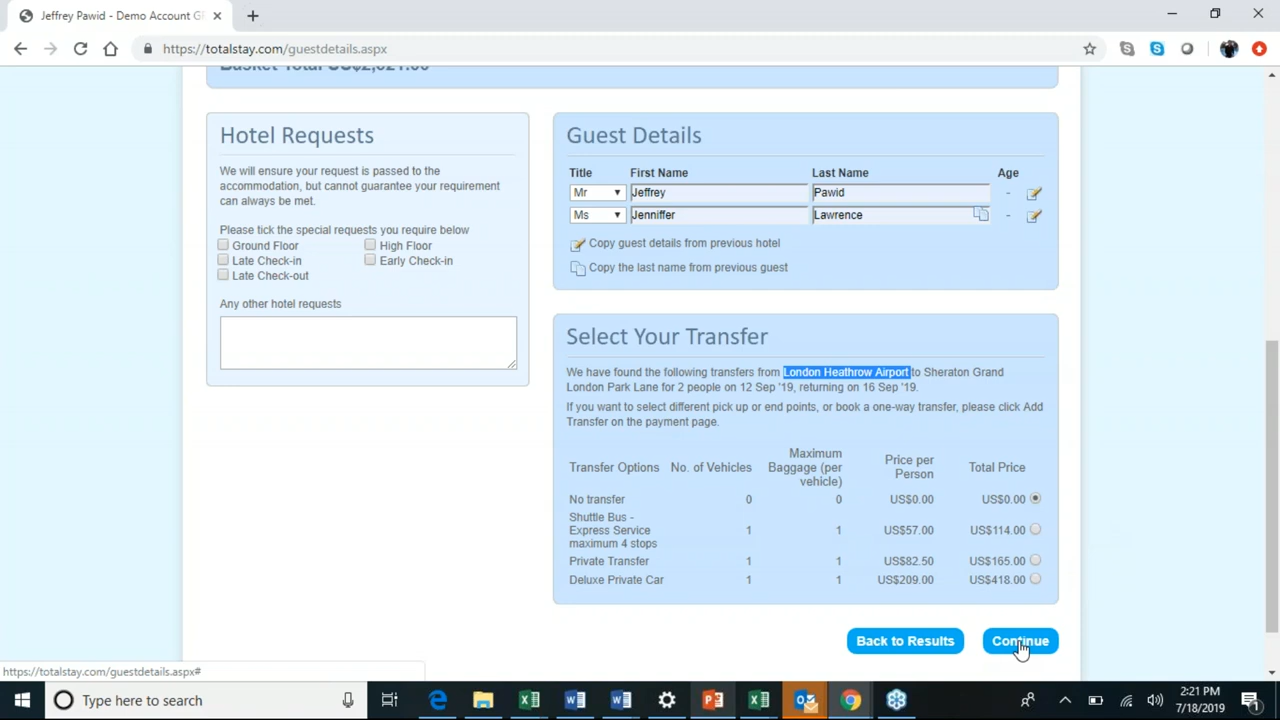 Jeffrey Pawid - Demo Account G
https://totalstay.com/guestdetails.aspx
Basket Total US$2,021.00
Hotel Requests
We will ensure your request is passed to the
accommodation, but cannot guarantee your requirement
can always be met.
Please tick the special requests you require below
Ground Floor High Floor
Late Check-in Early Check-in
Late Check-out
Any other hotel requests
Guest Details
Title First Name Last Name Age
Mr Jeffrey Pawid -
Ms Jenniffer Lawrence -
Copy guest details from previous hotel
Copy the last name from previous guest
Select Your Transfer
We have found the following transfers from London Heathrow Airport to Sheraton Grand
London Park Lane for 2 people on 12 Sep '19, returning on 16 Sep '19.
If you want to select different pick up or end points, or book a one-way transfer, please click Add
Transfer on the payment page.
Transfer Options No. of Vehicles Maximum Baggage (per vehicle) Price per Person Total Price
No transfer 0 0 US$0.00 US$0.00
Shuttle Bus -
Express Service 1 1 US$57.00 US$114.00
maximum 4 stops
Private Transfer 1 1 US$82.50 US$165.00
Deluxe Private Car 1 1 US$209.00 US$418.00
Back to Results Continue
https://totalstay.com/guestdetails.aspx#
Type here to search
2:21 PM
7/18/2019
1